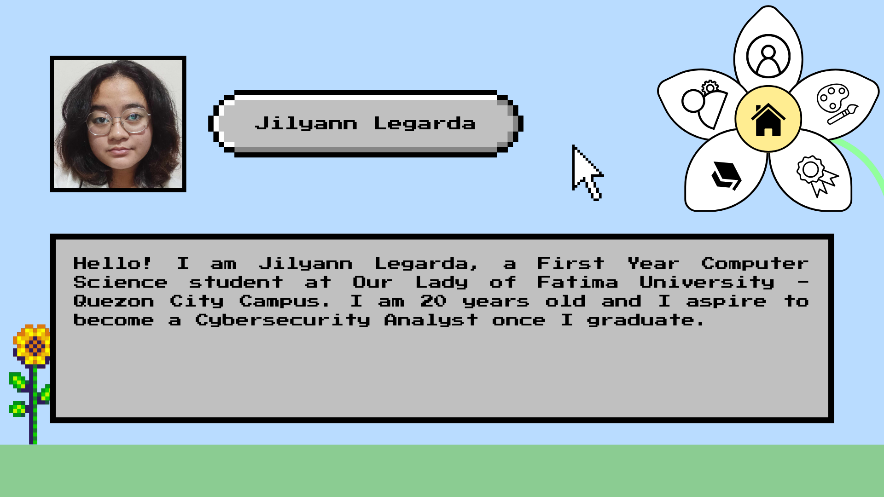 Jilyann Legarda
Hello! I am Jilyann Legarda, a First Year Computer
Science student at Our Lady of Fatima University -
Quezon City Campus. I am 20 years old and I aspire to
become a Cybersecurity Analyst once I graduate.